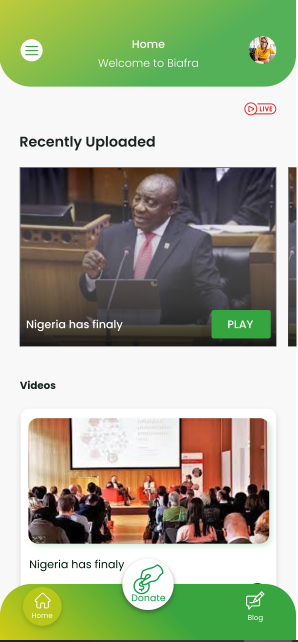 Home
Welcome to Biafra
LIVE
Recently Uploaded
Nigeria has finaly
PLAY
Videos
Nigeria has finaly
Donate
Home
Blog